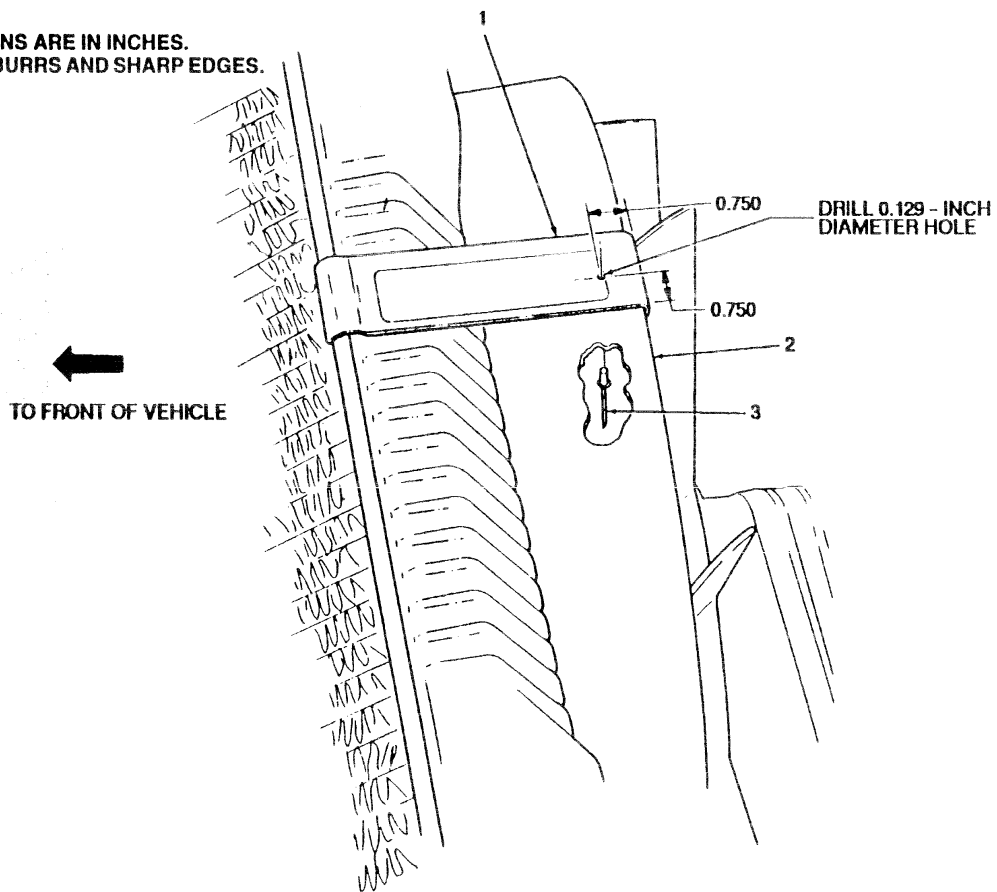 1
NS ARE IN INCHES.
BURRS AND SHARP EDGES.
0.750
DRILL 0.129 - INCH
DIAMETER HOLE
0.750
2
TO FRONT OF VEHICLE
3